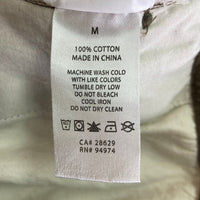 M
100% COTTON
MADE IN CHINA
MACHINE WASH COLD
WITH LIKE COLORS
TUMBLE DRY LOW
DO NOT BLEACH
COOL IRON
DO NOT DRY CLEAN
CA# 28629
RN# 94974